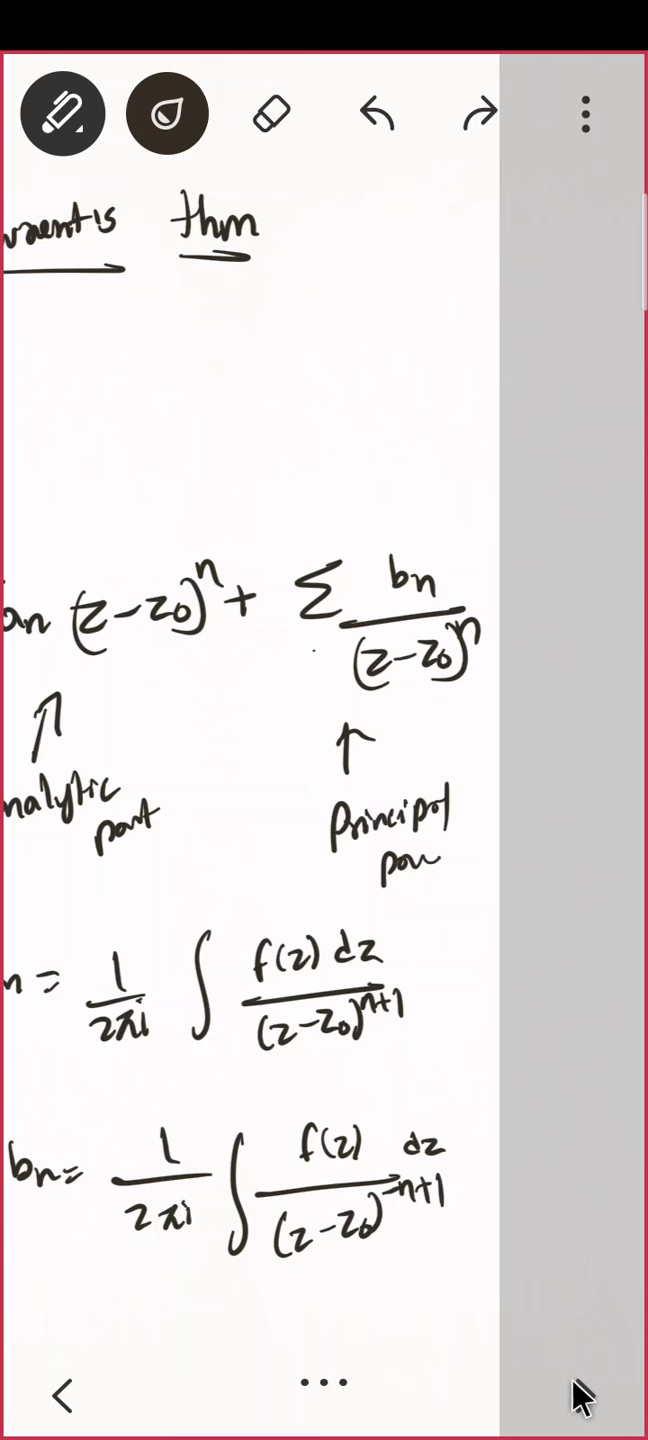 thm
an (z-z0)^n + Σ bn/(z-z0)^n
nalytic
part
Principal
n = 1/2πi ∫ f(z) dz/(z-z0)^n+1
bn = 1/2πi ∫ f(z) dz/(z-z0)^-n+1